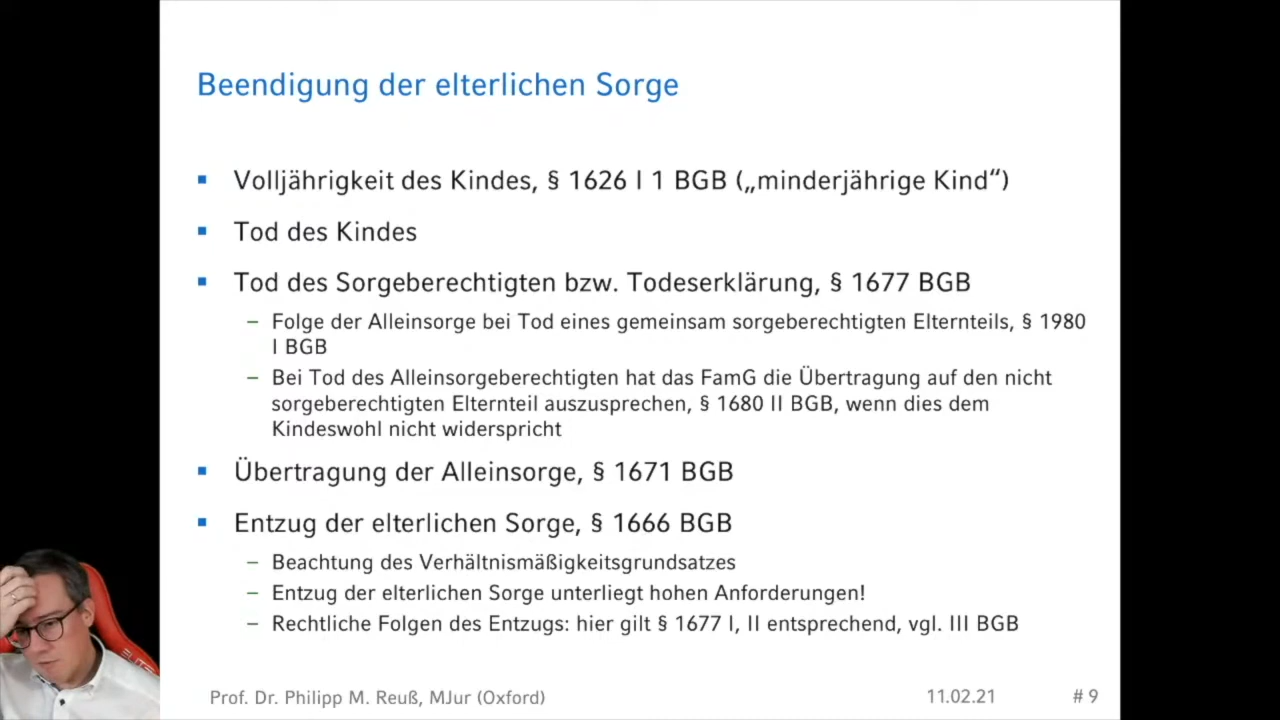 Beendigung der elterlichen Sorge
▪ Volljährigkeit des Kindes, § 1626 I 1 BGB („minderjährige Kind“)
▪ Tod des Kindes
▪ Tod des Sorgeberechtigten bzw. Todeserklärung, § 1677 BGB
– Folge der Alleinsorge bei Tod eines gemeinsam sorgeberechtigten Elternteils, § 1980
I BGB
– Bei Tod des Alleinsorgeberechtigten hat das FamG die Übertragung auf den nicht
sorgeberechtigten Elternteil auszusprechen, § 1680 II BGB, wenn dies dem
Kindeswohl nicht widerspricht
▪ Übertragung der Alleinsorge, § 1671 BGB
▪ Entzug der elterlichen Sorge, § 1666 BGB
– Beachtung des Verhältnismäßigkeitsgrundsatzes
– Entzug der elterlichen Sorge unterliegt hohen Anforderungen!
– Rechtliche Folgen des Entzugs: hier gilt § 1677 I, II entsprechend, vgl. III BGB
Prof. Dr. Philipp M. Reuß, MJur (Oxford)
11.02.21
# 9